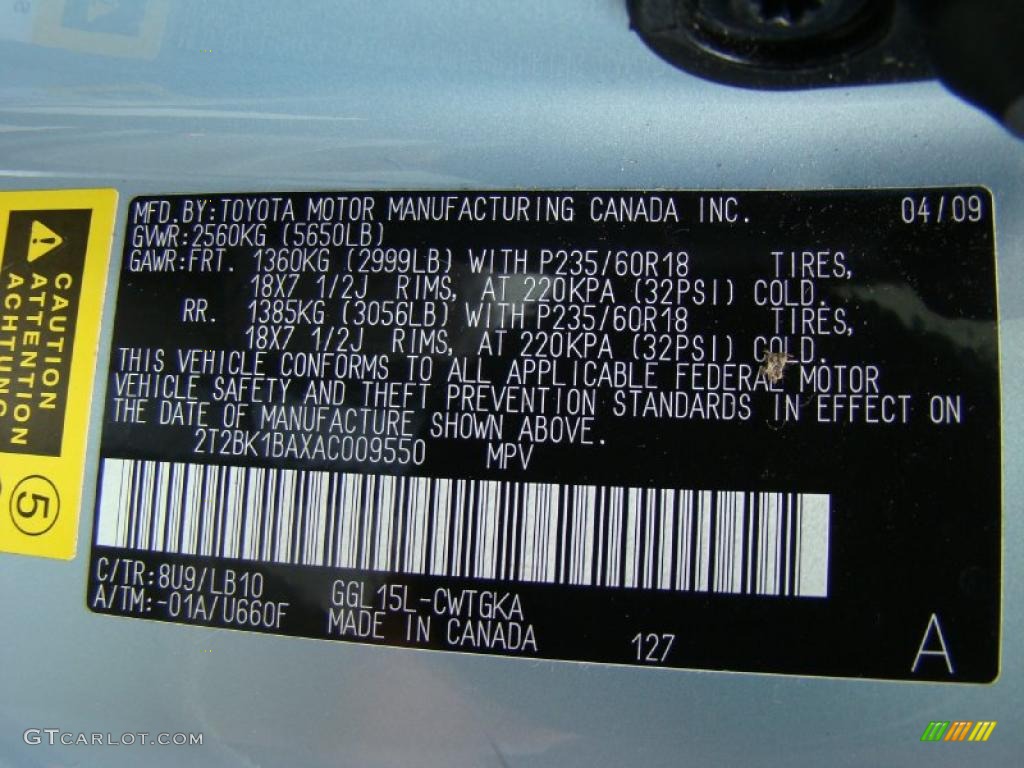 MFD.BY:TOYOTA MOTOR MANUFACTURING CANADA INC. 04/09
GVWR:2560KG (5650LB)
GAWR:FRT. 1360KG (2999LB) WITH P235/60R18 TIRES,
18X7 1/2J RIMS, AT 220KPA (32PSI) COLD.
RR. 1385KG (3056LB) WITH P235/60R18 TIRES,
18X7 1/2J RIMS, AT 220KPA (32PSI) COLD.
THIS VEHICLE CONFORMS TO ALL APPLICABLE FEDERAL MOTOR
VEHICLE SAFETY AND THEFT PREVENTION STANDARDS IN EFFECT ON
THE DATE OF MANUFACTURE SHOWN ABOVE.
2T2BK1BAXAC009550 MPV
C/TR:8U9/LB10 GGL15L-CWTGKA
A/TM:-01A/U660F MADE IN CANADA 127 A
CAUTION
ATTENTION
ACHTUNG
5
GTCARLOT.COM